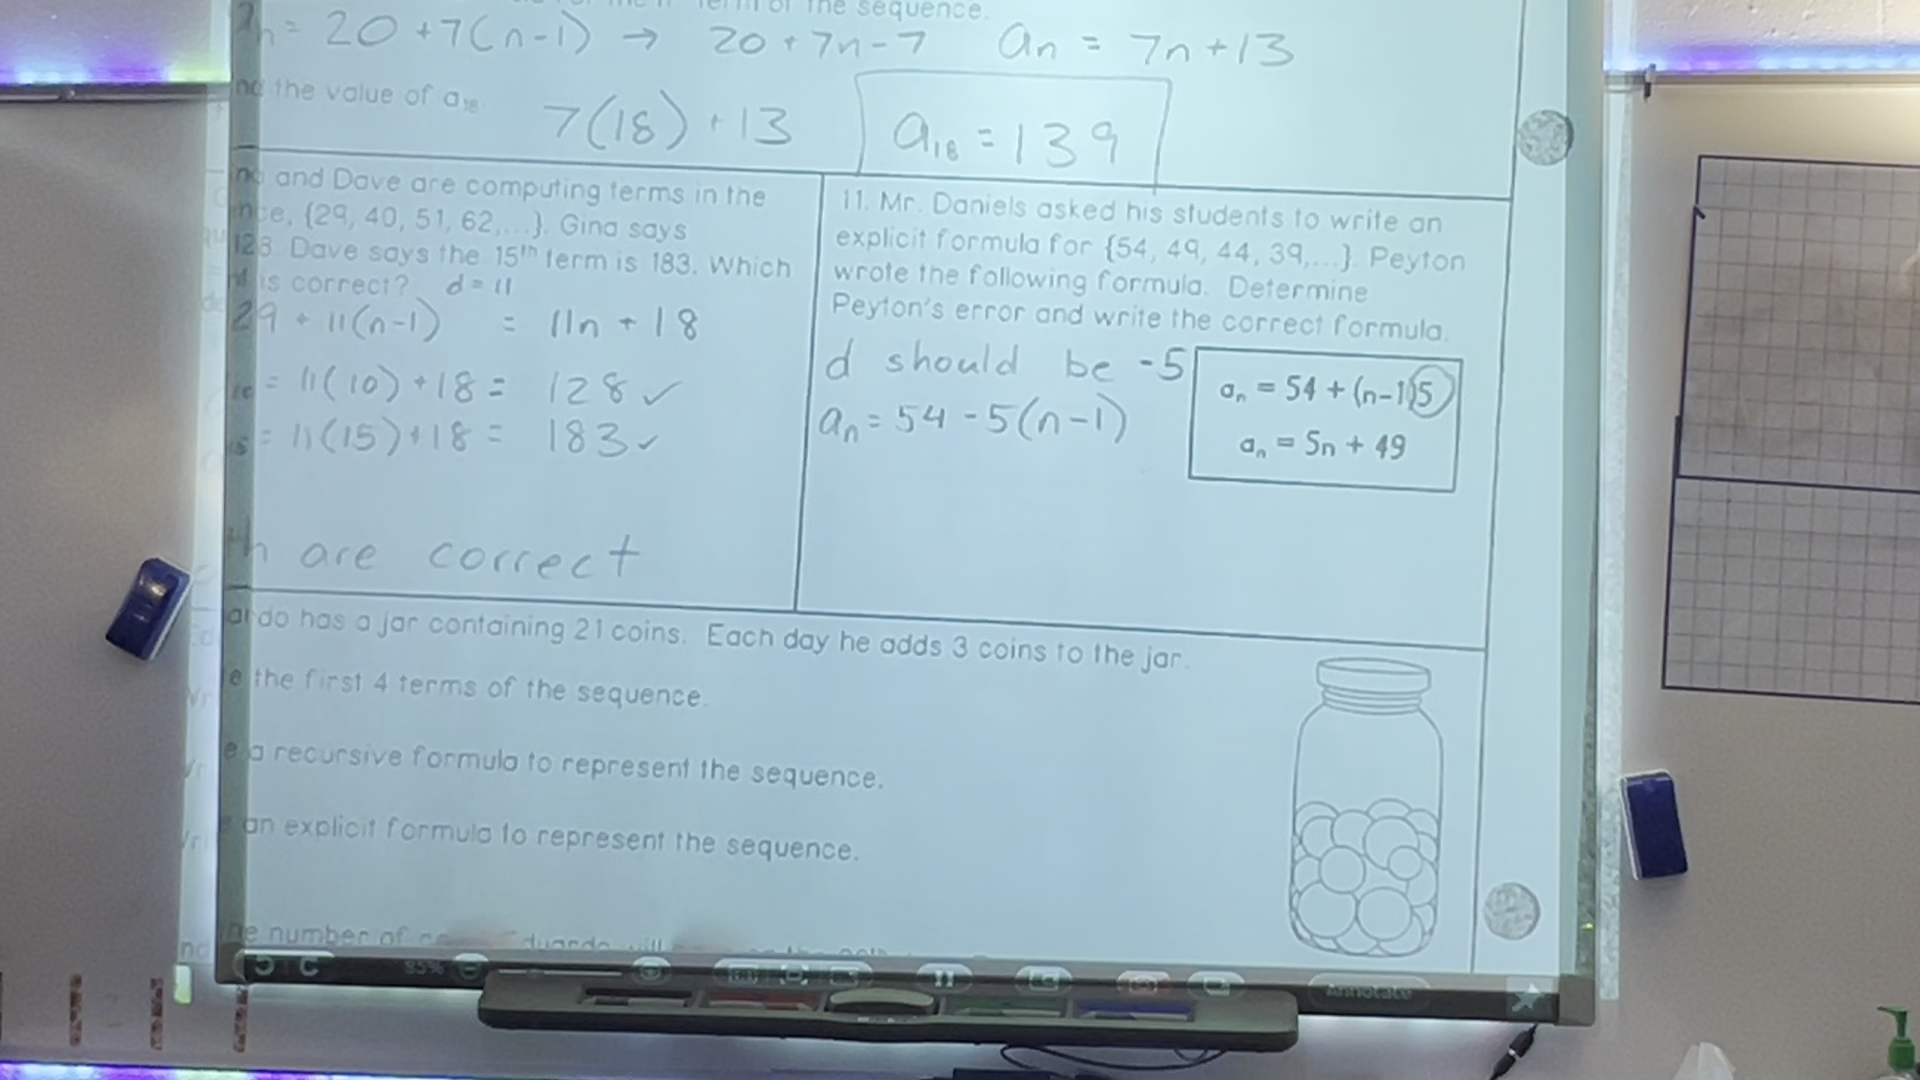 term of the sequence.
= 20 + 7(n-1) → 20 + 7n - 7 an = 7n + 13
the value of a18
7(18) + 13 a18 = 139
and Dave are computing terms in the
{29, 40, 51, 62,...}. Gina says
128. Dave says the 15th term is 183. Which
is correct? d = 11
29 + 11(n-1) = 11n + 18
= 11(10) + 18 = 128 ✓
= 11(15) + 18 = 183 ✓
are correct
11. Mr. Daniels asked his students to write an
explicit formula for {54, 49, 44, 39,...}. Peyton
wrote the following formula. Determine
Peyton's error and write the correct formula.
d should be -5
an = 54 - 5(n-1)
an = 54 + (n-1)5
an = 5n + 49
has a jar containing 21 coins. Each day he adds 3 coins to the jar.
the first 4 terms of the sequence.
a recursive formula to represent the sequence.
an explicit formula to represent the sequence.
number of
85%
Annotate